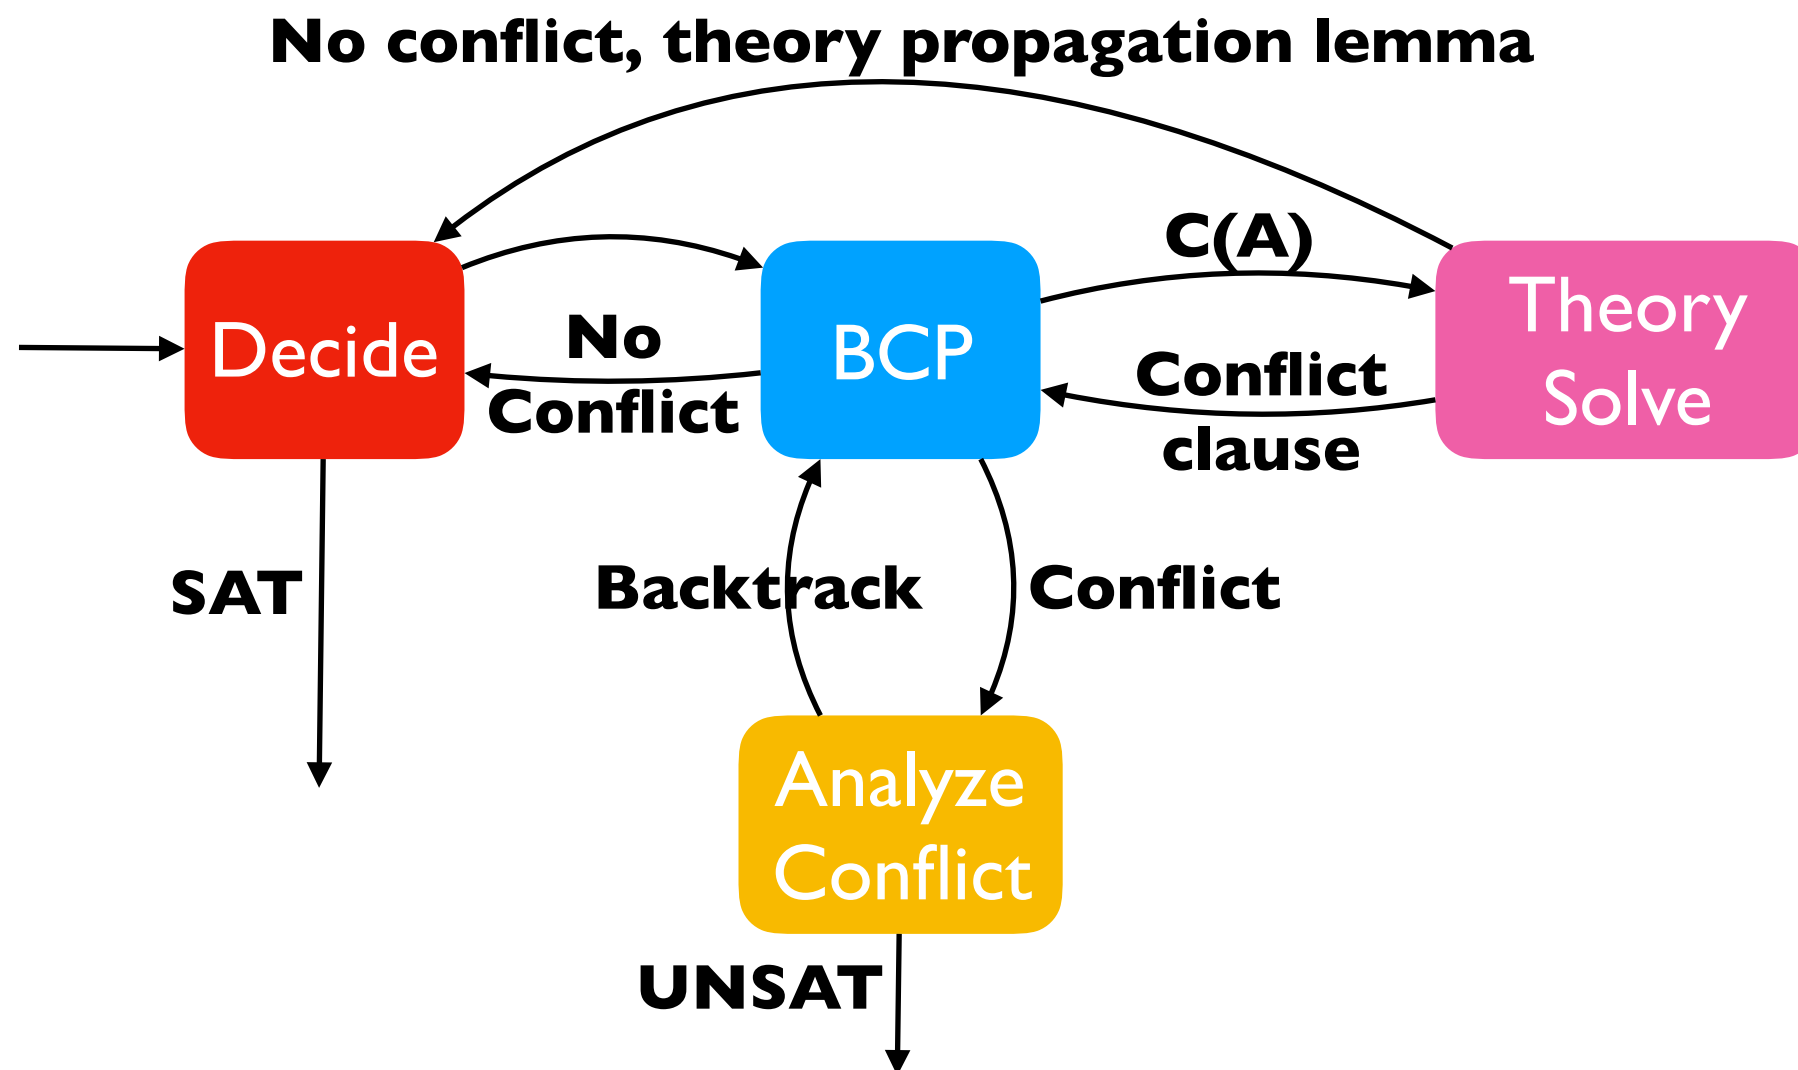 No conflict, theory propagation lemma
C(A)
Decide
No
Conflict
BCP
Conflict
clause
Theory
Solve
SAT
Backtrack
Conflict
Analyze
Conflict
UNSAT